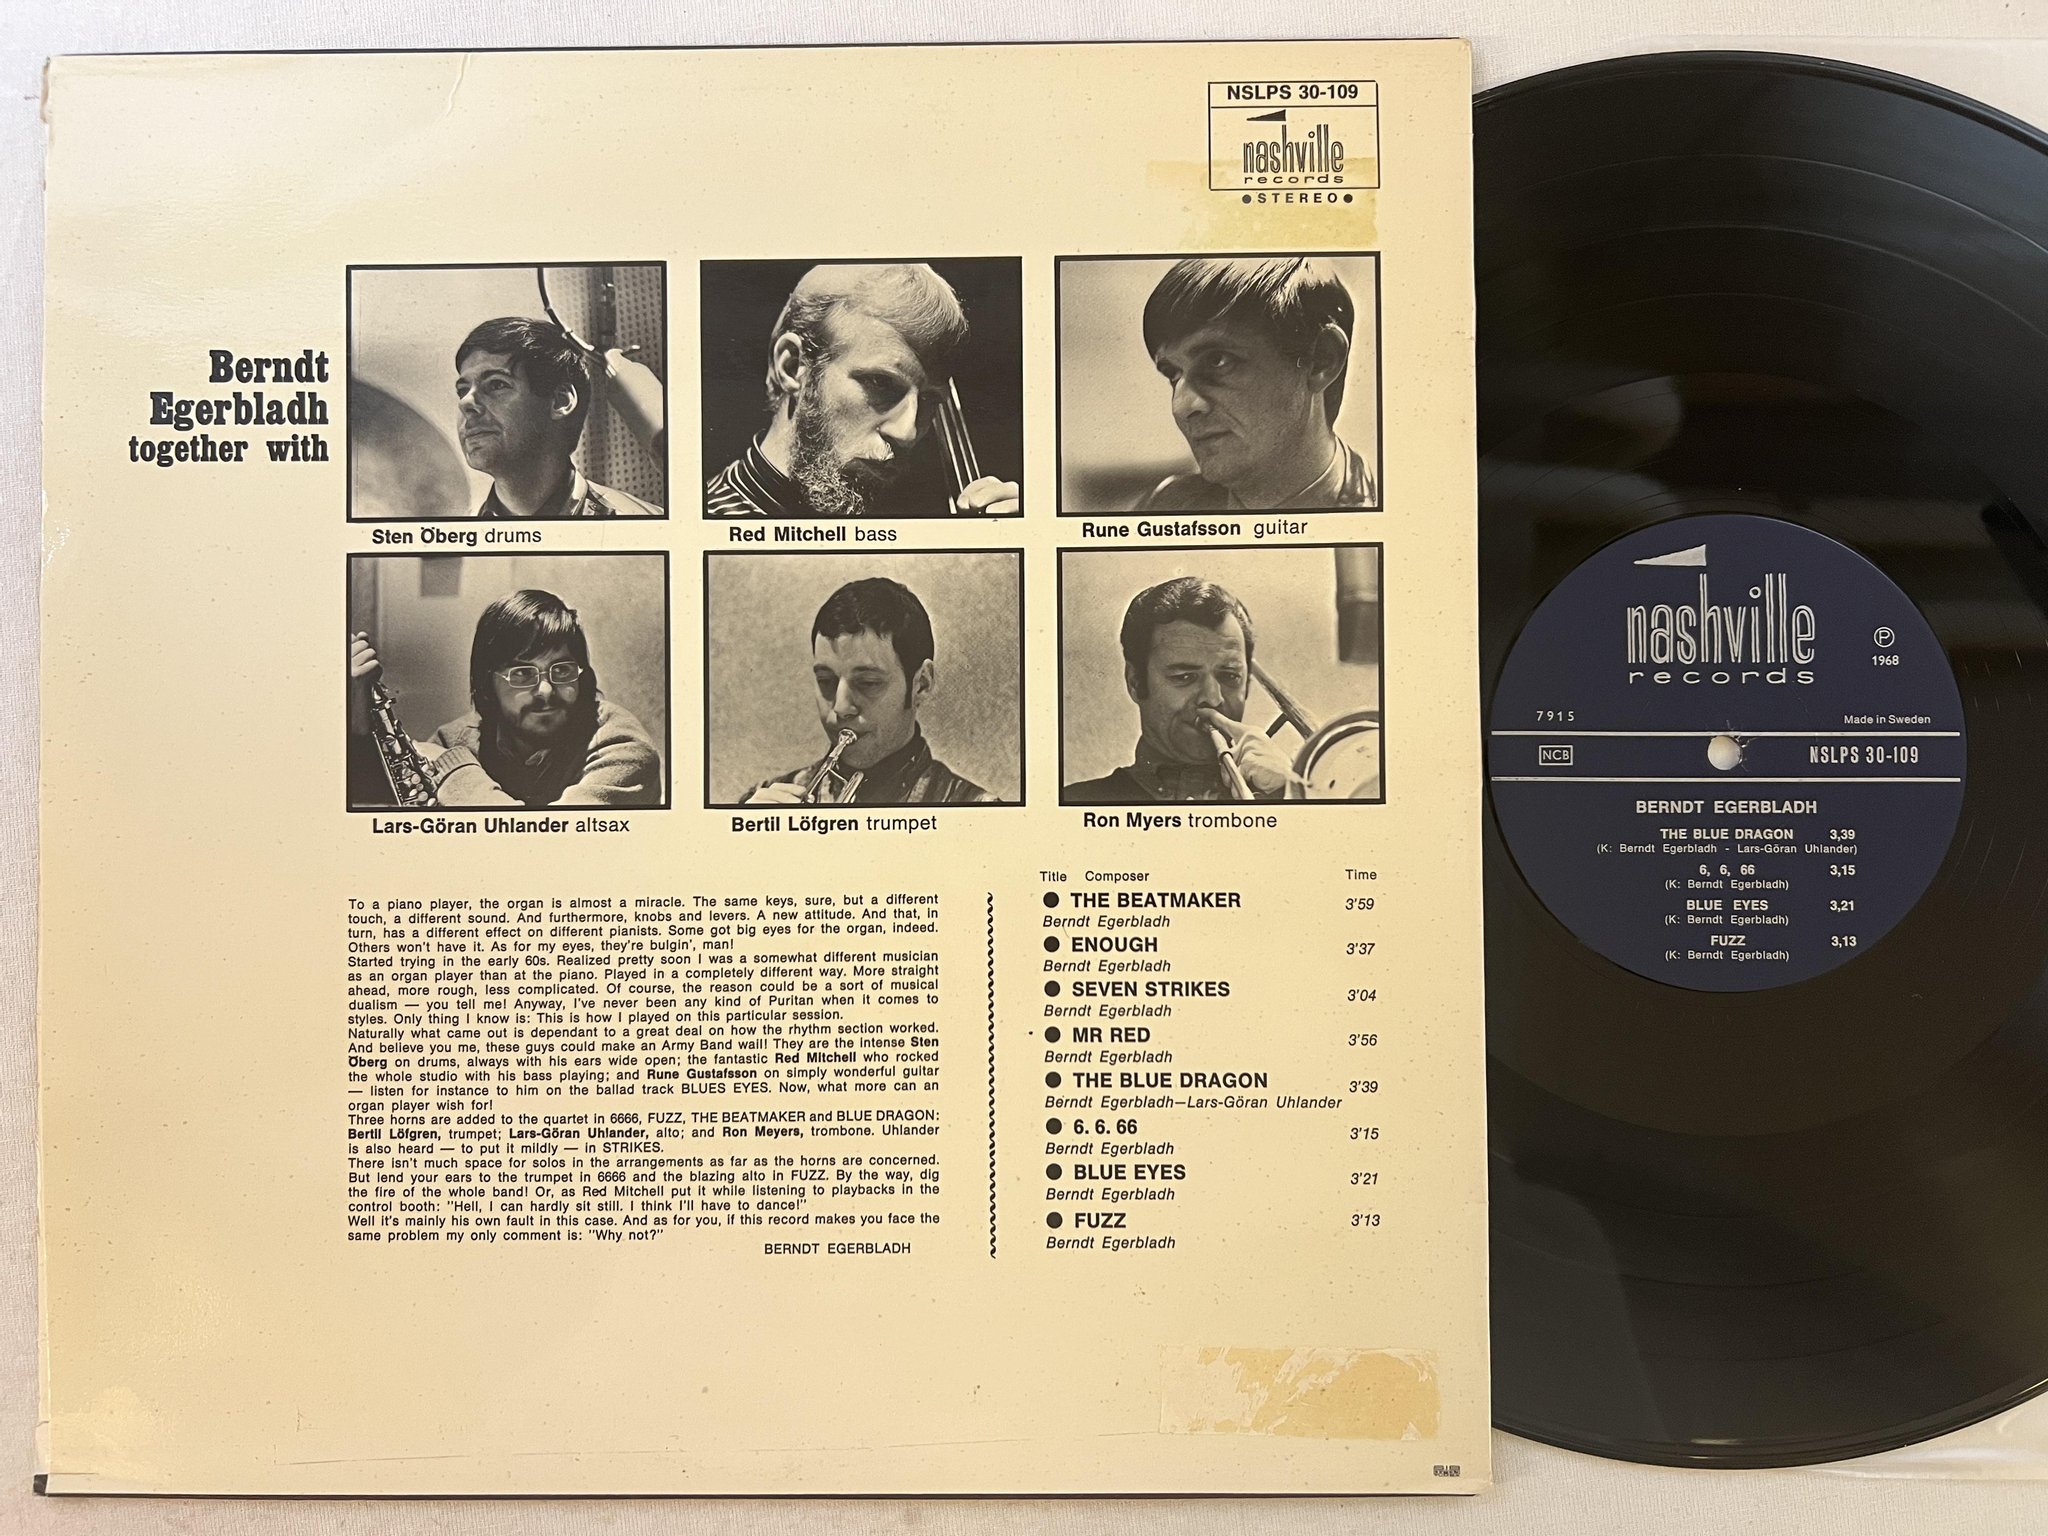 NSLPS 30-109
nashville
records
●STEREO●
Berndt
Egerbladh
together with
Sten Öberg drums
Red Mitchell bass
Rune Gustafsson guitar
Lars-Göran Uhlander altsax
Bertil Löfgren trumpet
Ron Myers trombone
To a piano player, the organ is almost a miracle. The same keys, sure, but a different
touch, a different sound. And furthermore, knobs and levers. A new attitude. And that, in
turn, has a different effect on different pianists. Some got big eyes for the organ, indeed.
Others won't have it. As for my eyes, they're bulgin', man!
Started trying in the early 60s. Realized pretty soon I was a somewhat different musician
as an organ player than at the piano. Played in a completely different way. More straight
ahead, more rough, less complicated. Of course, the reason could be a sort of musical
dualism — you tell me! Anyway, I've never been any kind of Puritan when it comes to
styles. Only thing I know is: This is how I played on this particular session.
Naturally what came out is dependant to a great deal on how the rhythm section worked.
And believe you me, these guys could make an Army Band wail! They are the intense Sten
Öberg on drums, always with his ears wide open; the fantastic Red Mitchell who rocked
the whole studio with his bass playing; and Rune Gustafsson on simply wonderful guitar
— listen for instance to him on the ballad track BLUES EYES. Now, what more can an
organ player wish for!
Three horns are added to the quartet in 6666, FUZZ, THE BEATMAKER and BLUE DRAGON:
Bertil Löfgren, trumpet; Lars-Göran Uhlander, alto; and Ron Meyers, trombone. Uhlander
is also heard — to put it mildly — in STRIKES.
There isn't much space for solos in the arrangements as far as the horns are concerned.
But lend your ears to the trumpet in 6666 and the blazing alto in FUZZ. By the way, dig
the fire of the whole band! Or, as Red Mitchell put it while listening to playbacks in the
control booth: "Hell, I can hardly sit still. I think I'll have to dance!"
Well it's mainly his own fault in this case. And as for you, if this record makes you face the
same problem my only comment is: "Why not?"
BERNDT EGERBLADH
Title Composer Time
● THE BEATMAKER 3'59
Berndt Egerbladh
● ENOUGH 3'37
Berndt Egerbladh
● SEVEN STRIKES 3'04
Berndt Egerbladh
● MR RED 3'56
Berndt Egerbladh
● THE BLUE DRAGON 3'39
Berndt Egerbladh—Lars-Göran Uhlander
● 6. 6. 66 3'15
Berndt Egerbladh
● BLUE EYES 3'21
Berndt Egerbladh
● FUZZ 3'13
Berndt Egerbladh
nashville
records
Ⓟ
1968
7915
Made in Sweden
NCB
NSLPS 30-109
BERNDT EGERBLADH
THE BLUE DRAGON 3,39
(K: Berndt Egerbladh - Lars-Göran Uhlander)
6, 6, 66 3,15
(K: Berndt Egerbladh)
BLUE EYES 3,21
(K: Berndt Egerbladh)
FUZZ 3,13
(K: Berndt Egerbladh)